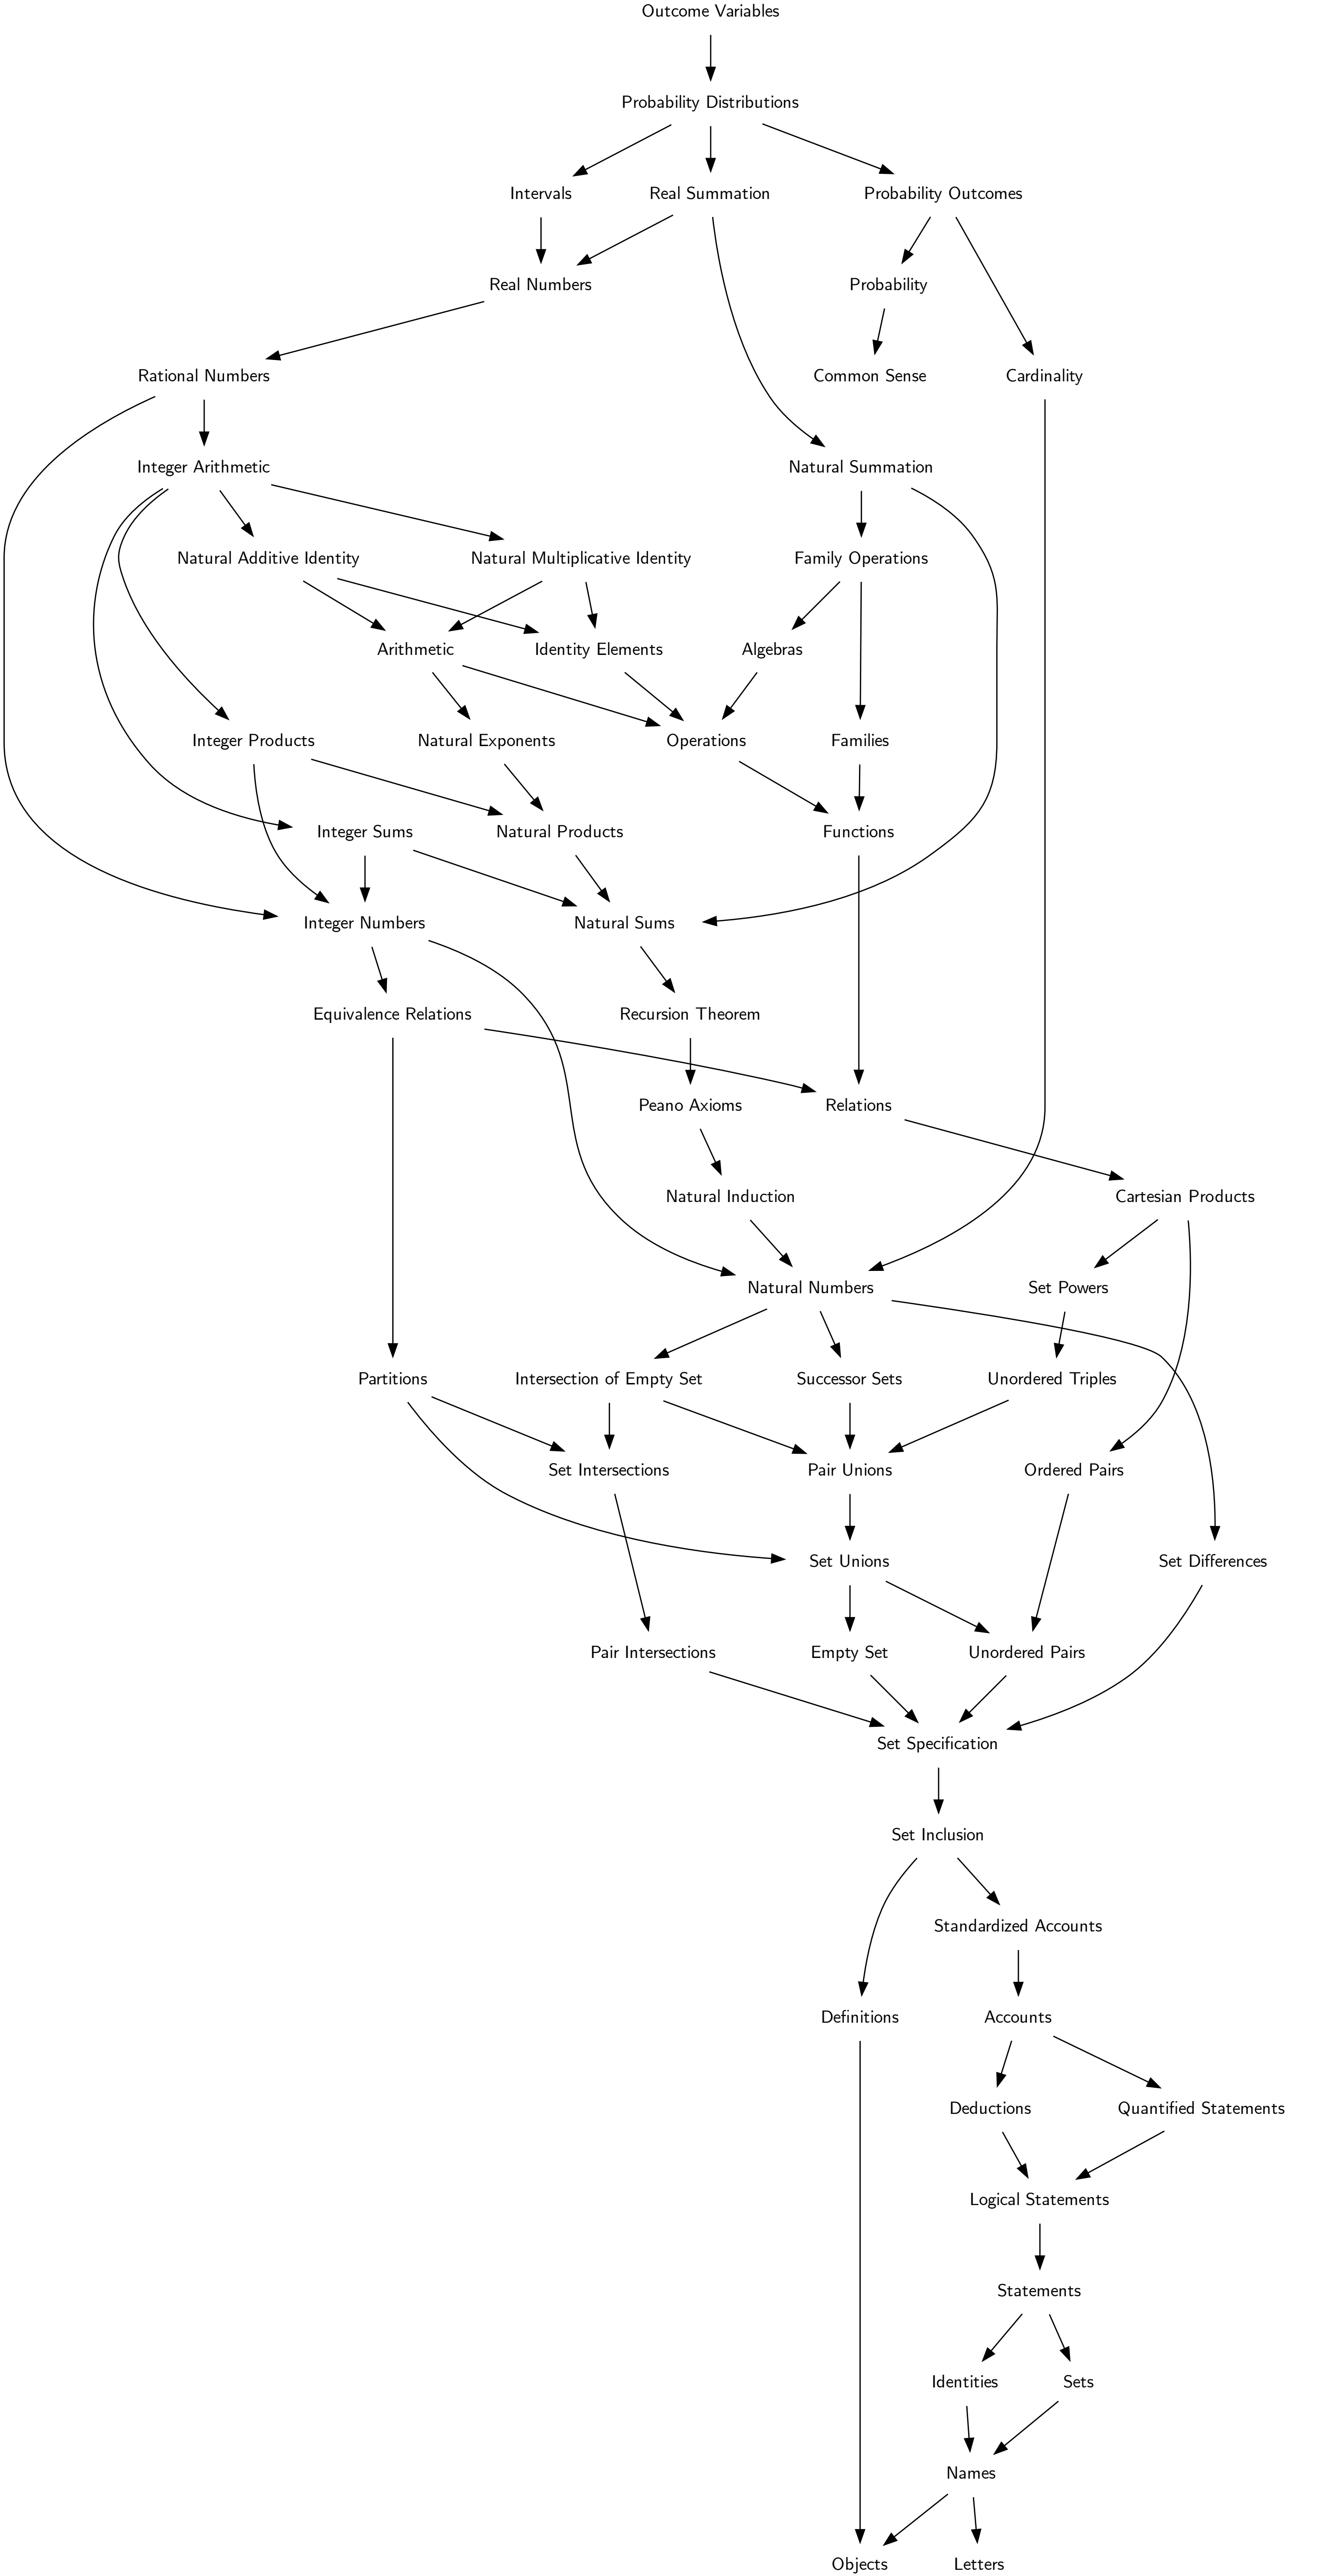 Outcome Variables
Probability Distributions
Intervals
Real Summation
Probability Outcomes
Real Numbers
Probability
Rational Numbers
Common Sense
Cardinality
Integer Arithmetic
Natural Summation
Natural Additive Identity
Natural Multiplicative Identity
Family Operations
Arithmetic
Identity Elements
Algebras
Integer Products
Natural Exponents
Operations
Families
Integer Sums
Natural Products
Functions
Integer Numbers
Natural Sums
Equivalence Relations
Recursion Theorem
Peano Axioms
Relations
Natural Induction
Cartesian Products
Natural Numbers
Set Powers
Partitions
Intersection of Empty Set
Successor Sets
Unordered Triples
Set Intersections
Pair Unions
Ordered Pairs
Set Unions
Set Differences
Pair Intersections
Empty Set
Unordered Pairs
Set Specification
Set Inclusion
Standardized Accounts
Definitions
Accounts
Deductions
Quantified Statements
Logical Statements
Statements
Identities
Sets
Names
Objects
Letters